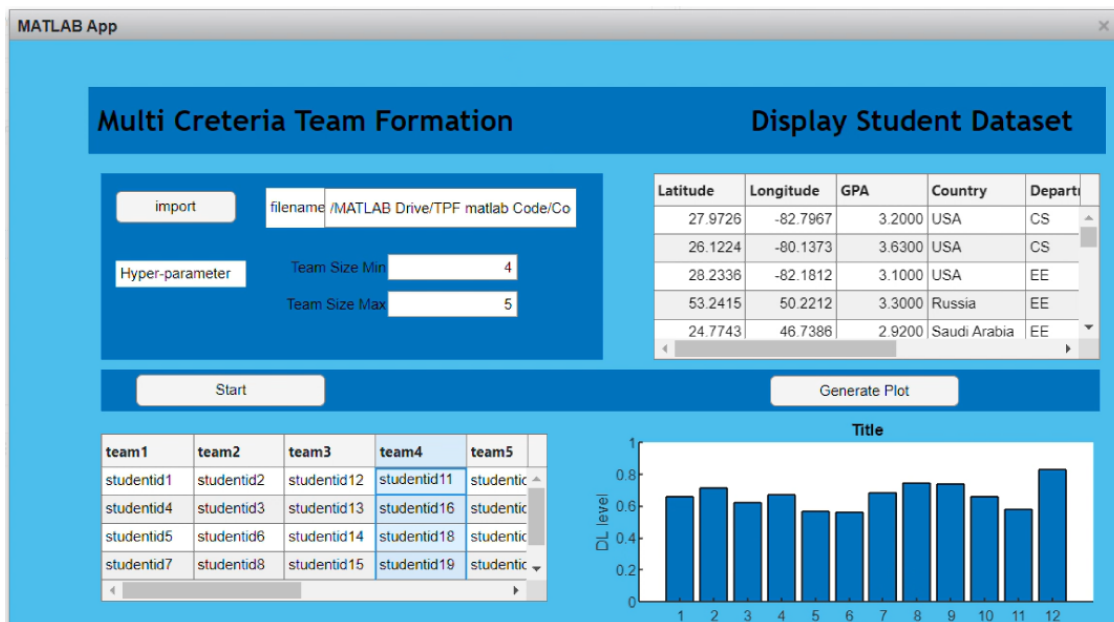 MATLAB App
Multi Creteria Team Formation
Display Student Dataset
import
filename /MATLAB Drive/TPF matlab Code/Co
Hyper-parameter
Team Size Min 4
Team Size Max 5
Latitude Longitude GPA Country Departı
27.9726 -82.7967 3.2000 USA CS
26.1224 -80.1373 3.6300 USA CS
28.2336 -82.1812 3.1000 USA EE
53.2415 50.2212 3.3000 Russia EE
24.7743 46.7386 2.9200 Saudi Arabia EE
Start
Generate Plot
team1 team2 team3 team4 team5
studentid1 studentid2 studentid12 studentid11 studentic
studentid4 studentid3 studentid13 studentid16 studentic
studentid5 studentid6 studentid14 studentid18 studentic
studentid7 studentid8 studentid15 studentid19 studentic
Title
DL level
1
0.8
0.6
0.4
0.2
0
1 2 3 4 5 6 7 8 9 10 11 12